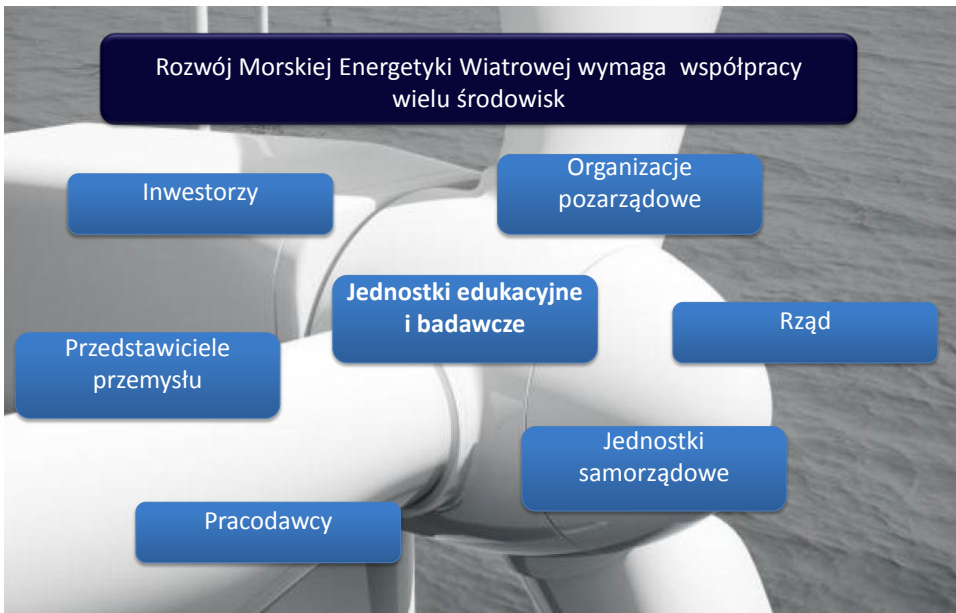 Rozwój Morskiej Energetyki Wiatrowej wymaga  współpracy
wielu środowisk
Organizacje
pozarządowe
Inwestorzy
Jednostki edukacyjne
i badawcze
Rząd
Przedstawiciele
przemysłu
Jednostki
samorządowe
Pracodawcy